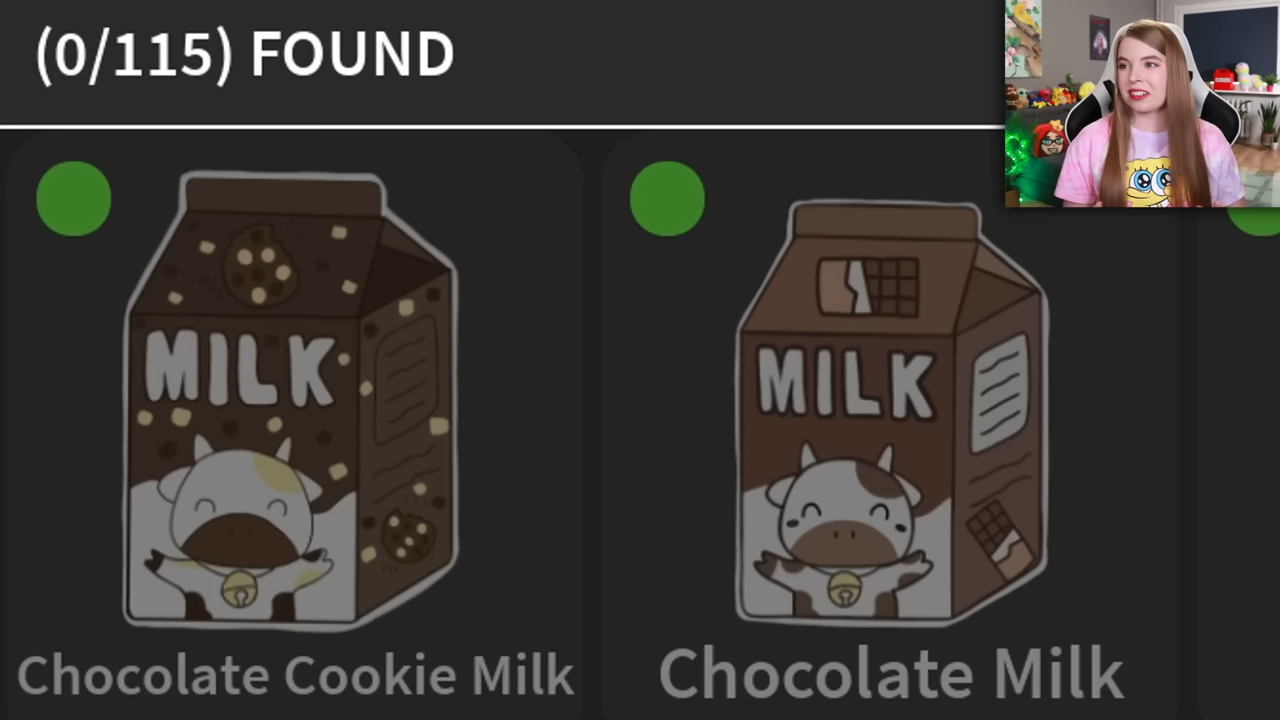 (0/115) FOUND
MILK
MILK
Chocolate Cookie Milk
Chocolate Milk